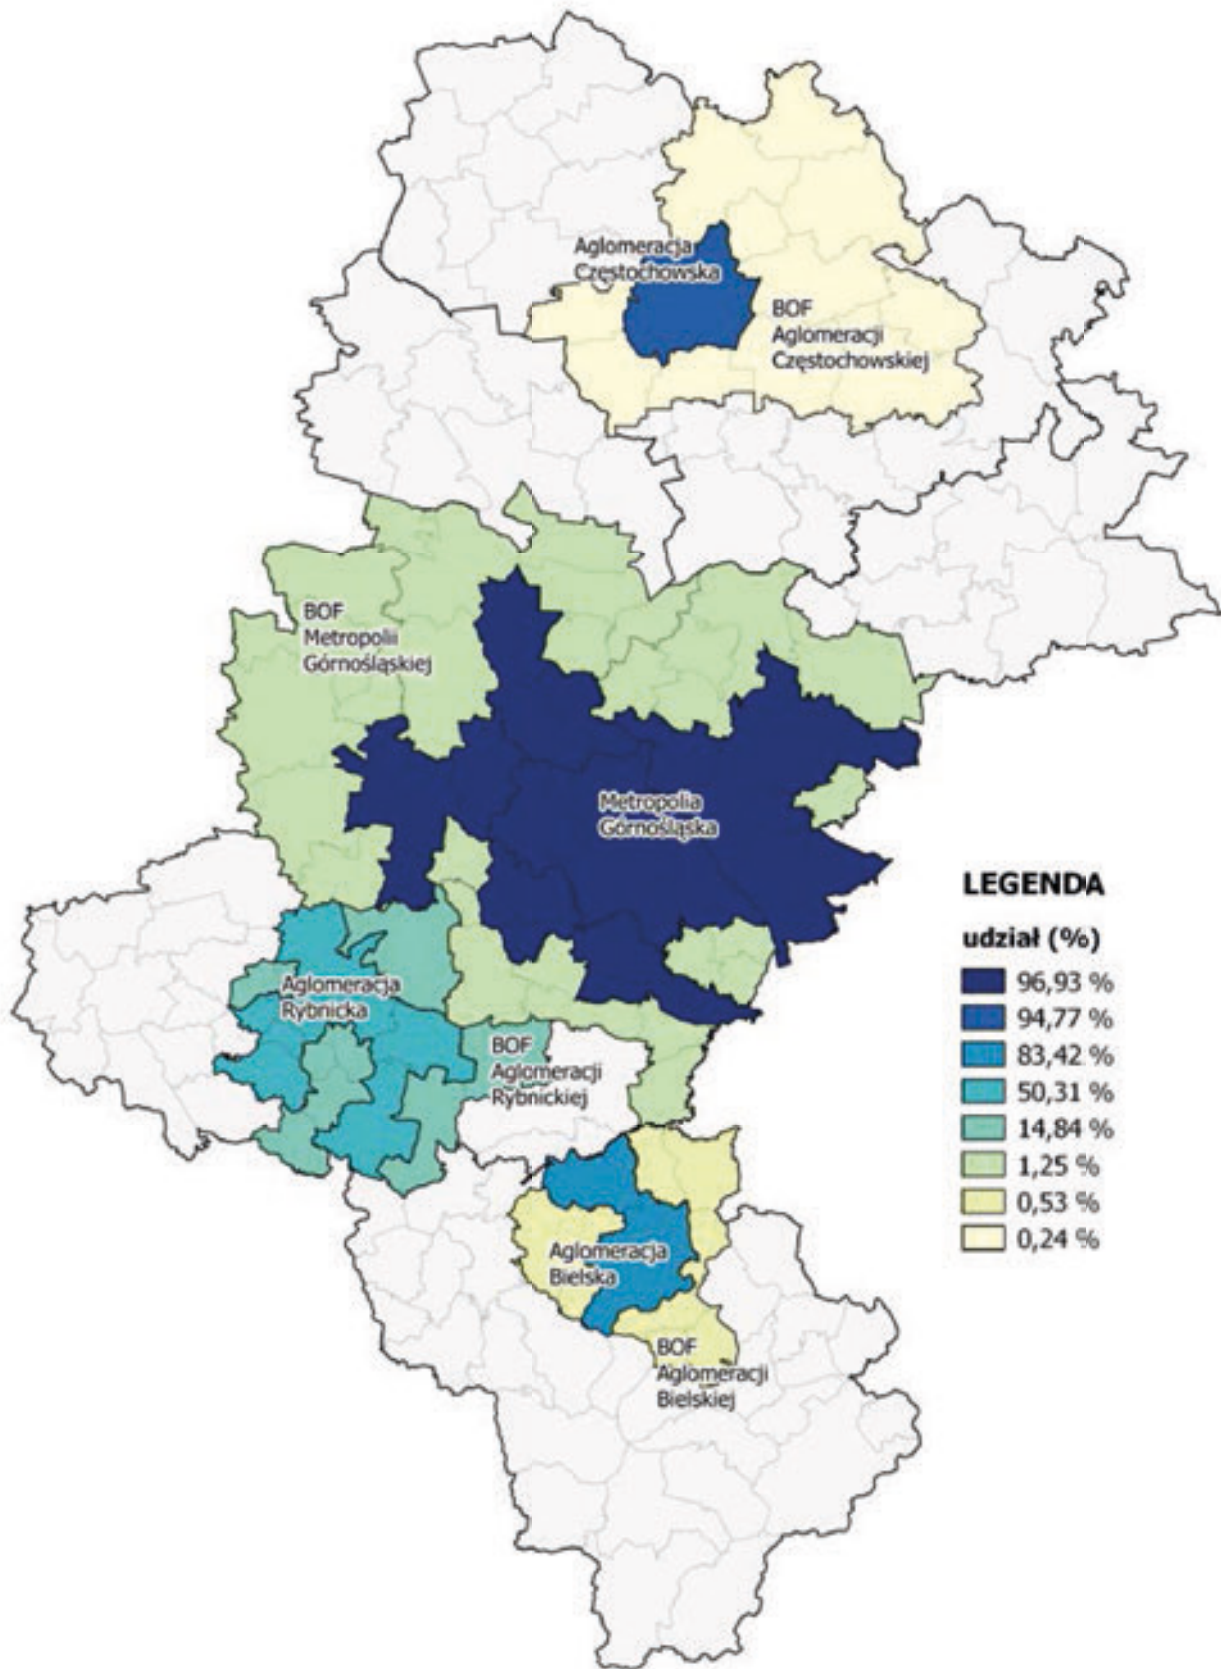 Aglomeracja
Częstochowska
BOF
Aglomeracji
Częstochowskiej
BOF
Metropolii
Górnośląskiej
Metropolia
Górnośląska
Aglomeracja
Rybnicka
BOF
Aglomeracji
Rybnickiej
Aglomeracja
Bielska
BOF
Aglomeracji
Bielskiej
LEGENDA
udział (%)
96,93 %
94,77 %
83,42 %
50,31 %
14,84 %
1,25 %
0,53 %
0,24 %